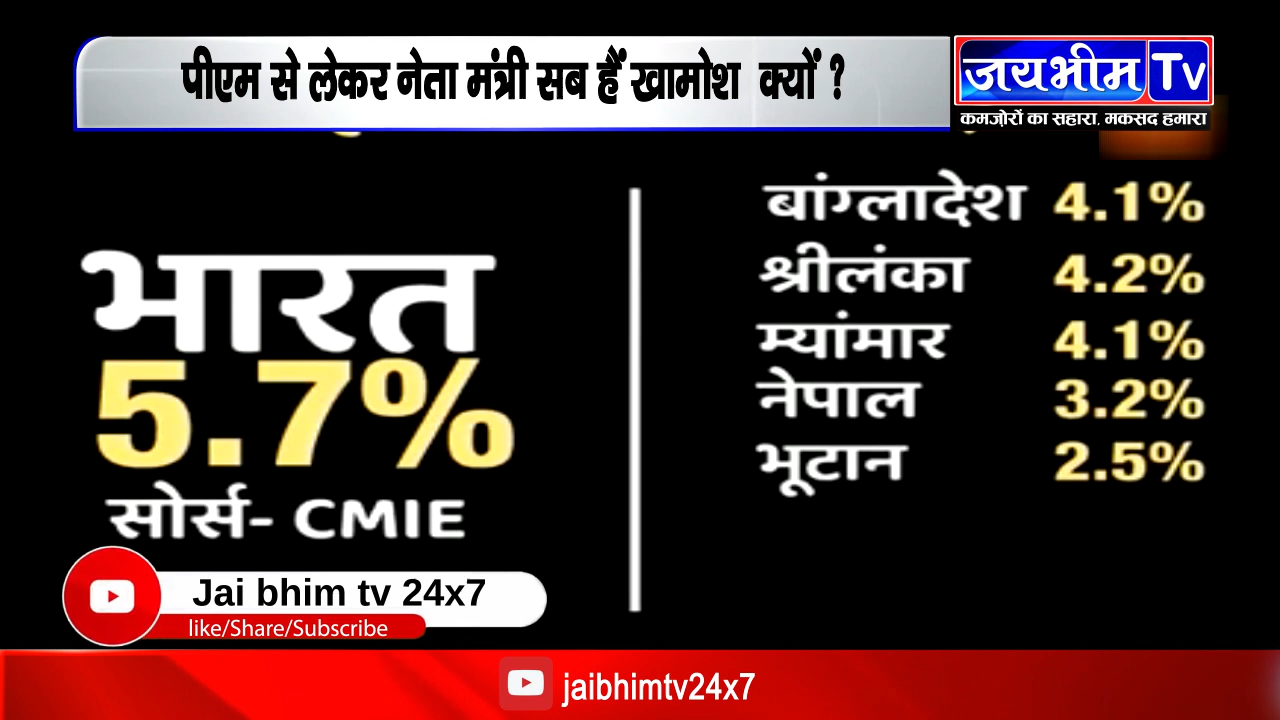 पीएम से लेकर नेता मंत्री सब हैं खामोश क्यों ?
जयभीम Tv
कमज़ोरों का सहारा, मकसद हमारा
भारत
5.7%
सोर्स- CMIE
बांग्लादेश 4.1%
श्रीलंका 4.2%
म्यांमार 4.1%
नेपाल 3.2%
भूटान 2.5%
Jai bhim tv 24x7
like/Share/Subscribe
jaibhimtv24x7